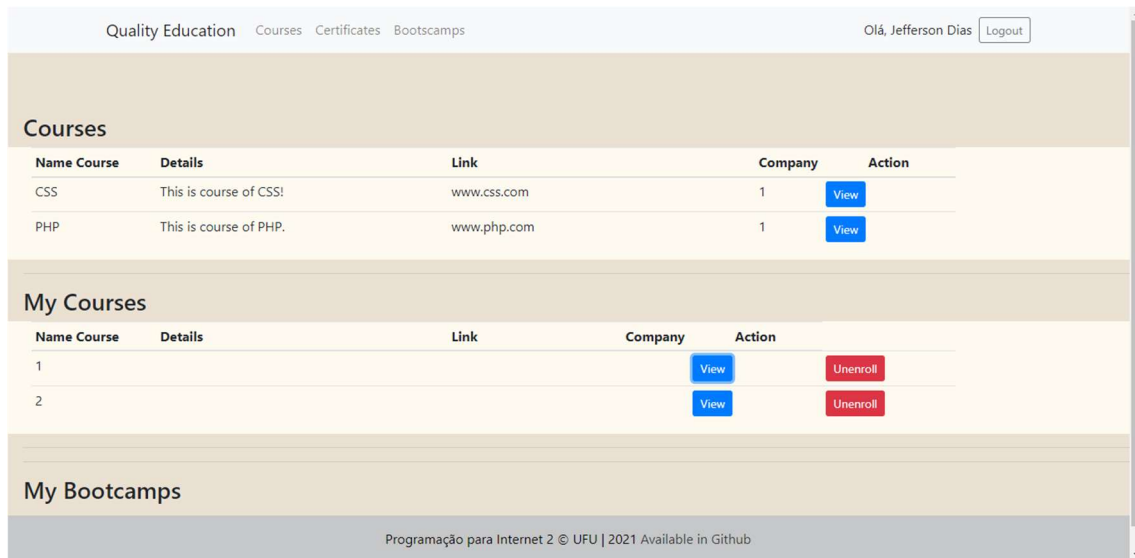 Quality Education Courses Certificates Bootscamps Olá, Jefferson Dias Logout
Courses
Name Course Details Link Company Action
CSS This is course of CSS! www.css.com 1 View
PHP This is course of PHP. www.php.com 1 View
My Courses
Name Course Details Link Company Action
1 View Unenroll
2 View Unenroll
My Bootcamps
Programação para Internet 2 © UFU | 2021 Available in Github